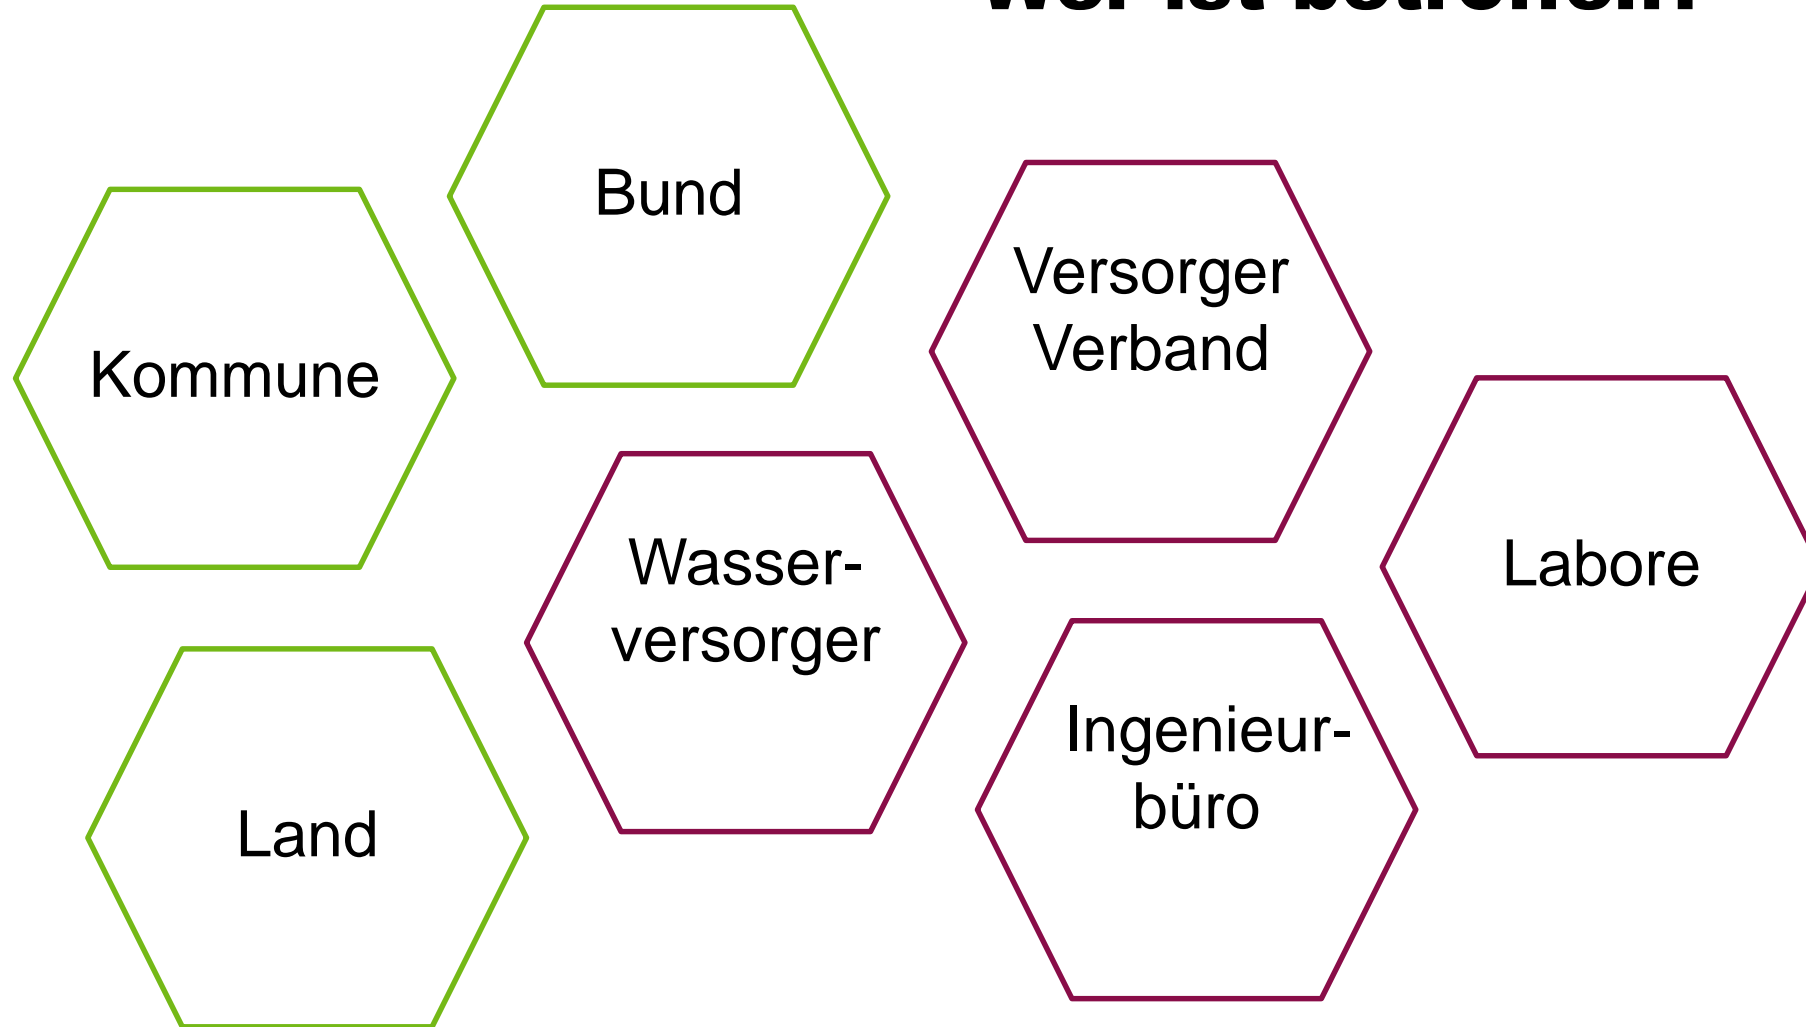 Bund
Kommune
Versorger
Verband
Wasser-
versorger
Labore
Ingenieur-
büro
Land